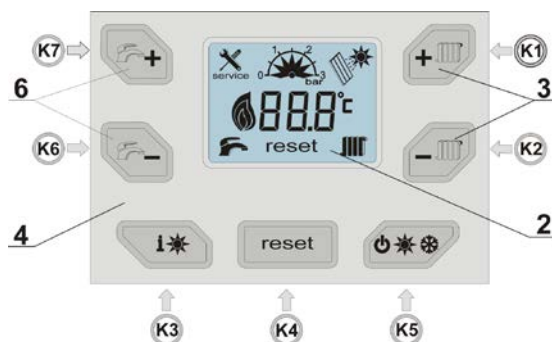 K7
+
+
K1
service
0 1 2 3
bar
6
3
88.8 °c
K6
-
reset
-
K2
4
2
i
reset
K3
K4
K5